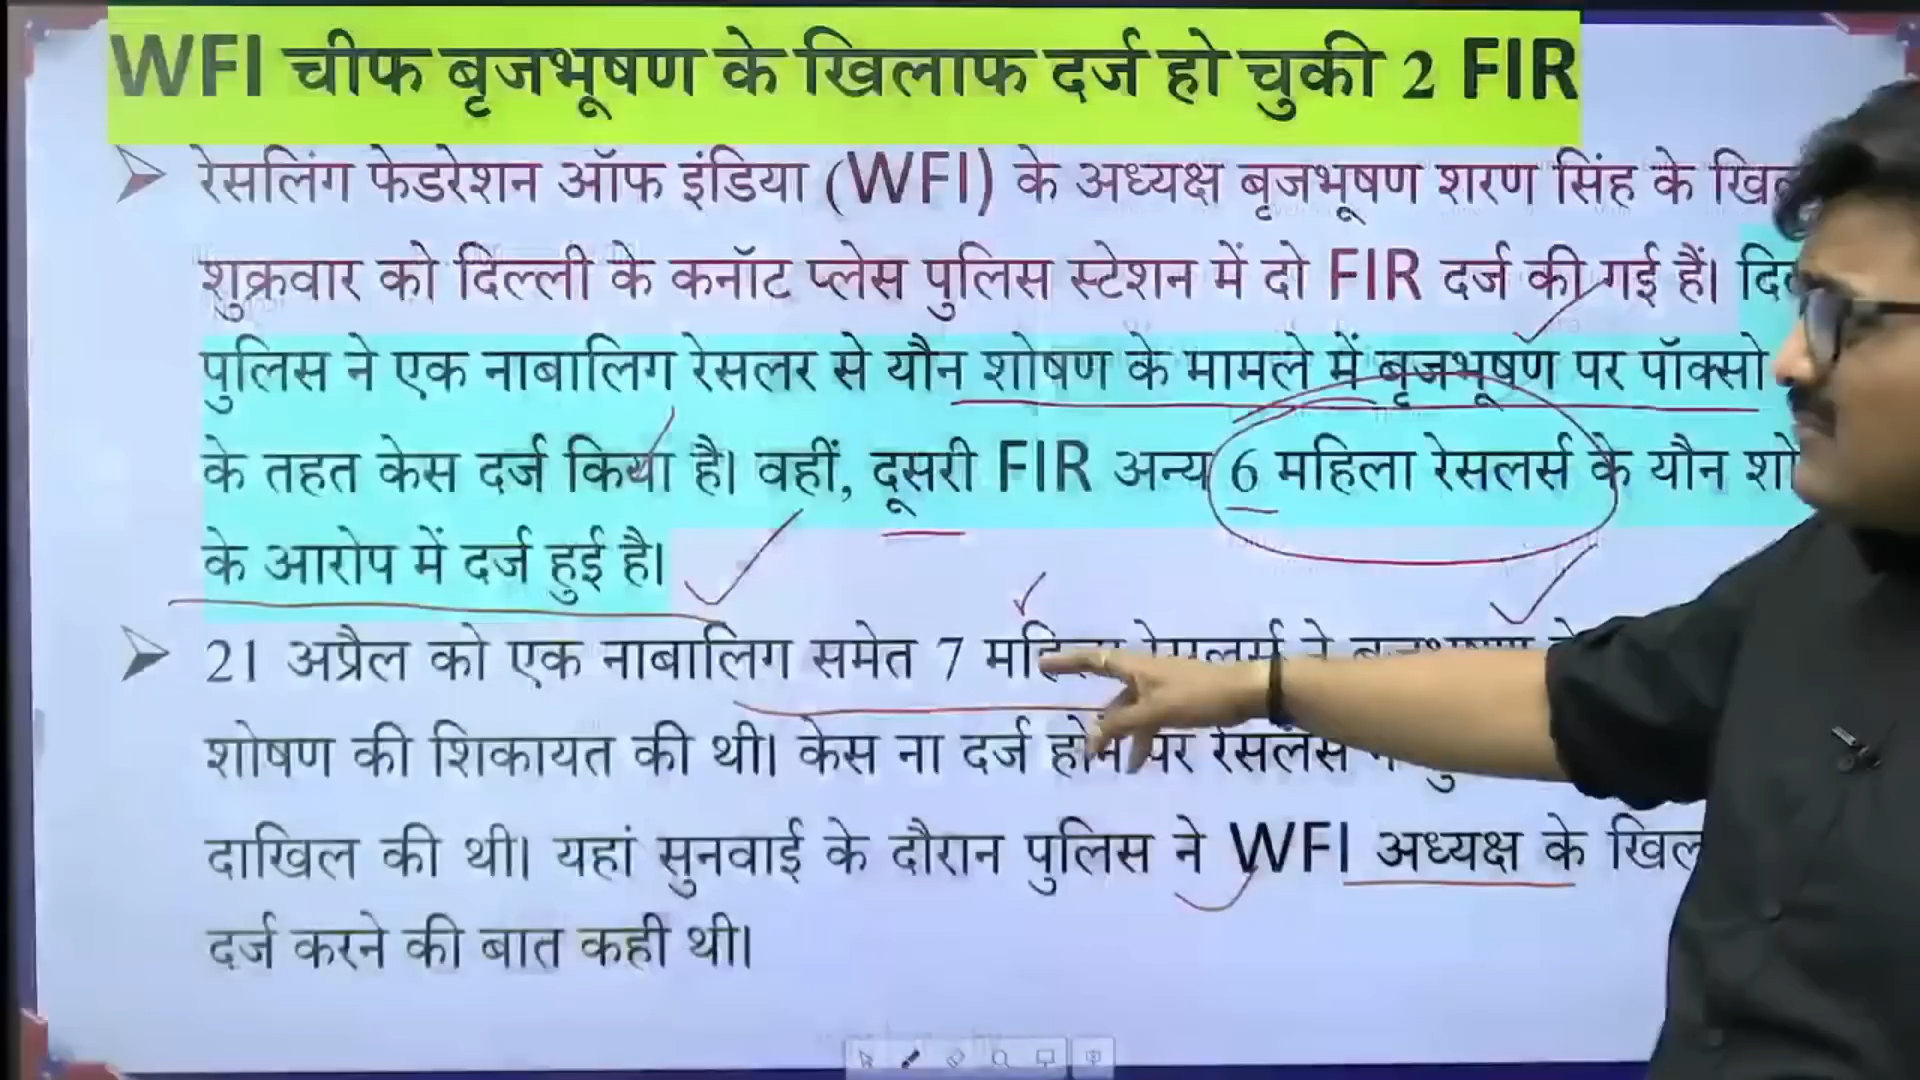 WFI चीफ बृजभूषण के खिलाफ दर्ज हो चुकी 2 FIR
रेसलिंग फेडरेशन ऑफ इंडिया (WFI) के अध्यक्ष बृजभूषण शरण सिंह के
शुक्रवार को दिल्ली के कनॉट प्लेस पुलिस स्टेशन में दो FIR दर्ज की गई हैं।
पुलिस ने एक नाबालिग रेसलर से यौन शोषण के मामले में बृजभूषण पर पॉक्सो
के तहत केस दर्ज किया है। वहीं, दूसरी FIR अन्य 6 महिला रेसलर्स के यौन
के आरोप में दर्ज हुई है।
21 अप्रैल को एक नाबालिग समेत 7
शोषण की शिकायत की थी। केस ना दर्ज
दाखिल की थी। यहां सुनवाई के दौरान पुलिस ने WFI अध्यक्ष के
दर्ज करने की बात कही थी।